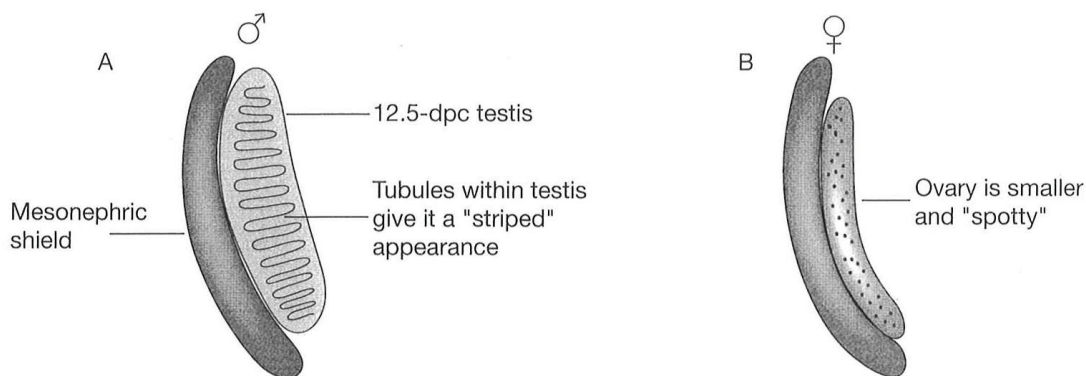 A
♂
12.5-dpc testis
Tubules within testis
give it a "striped"
appearance
Mesonephric
shield
B
♀
Ovary is smaller
and "spotty"